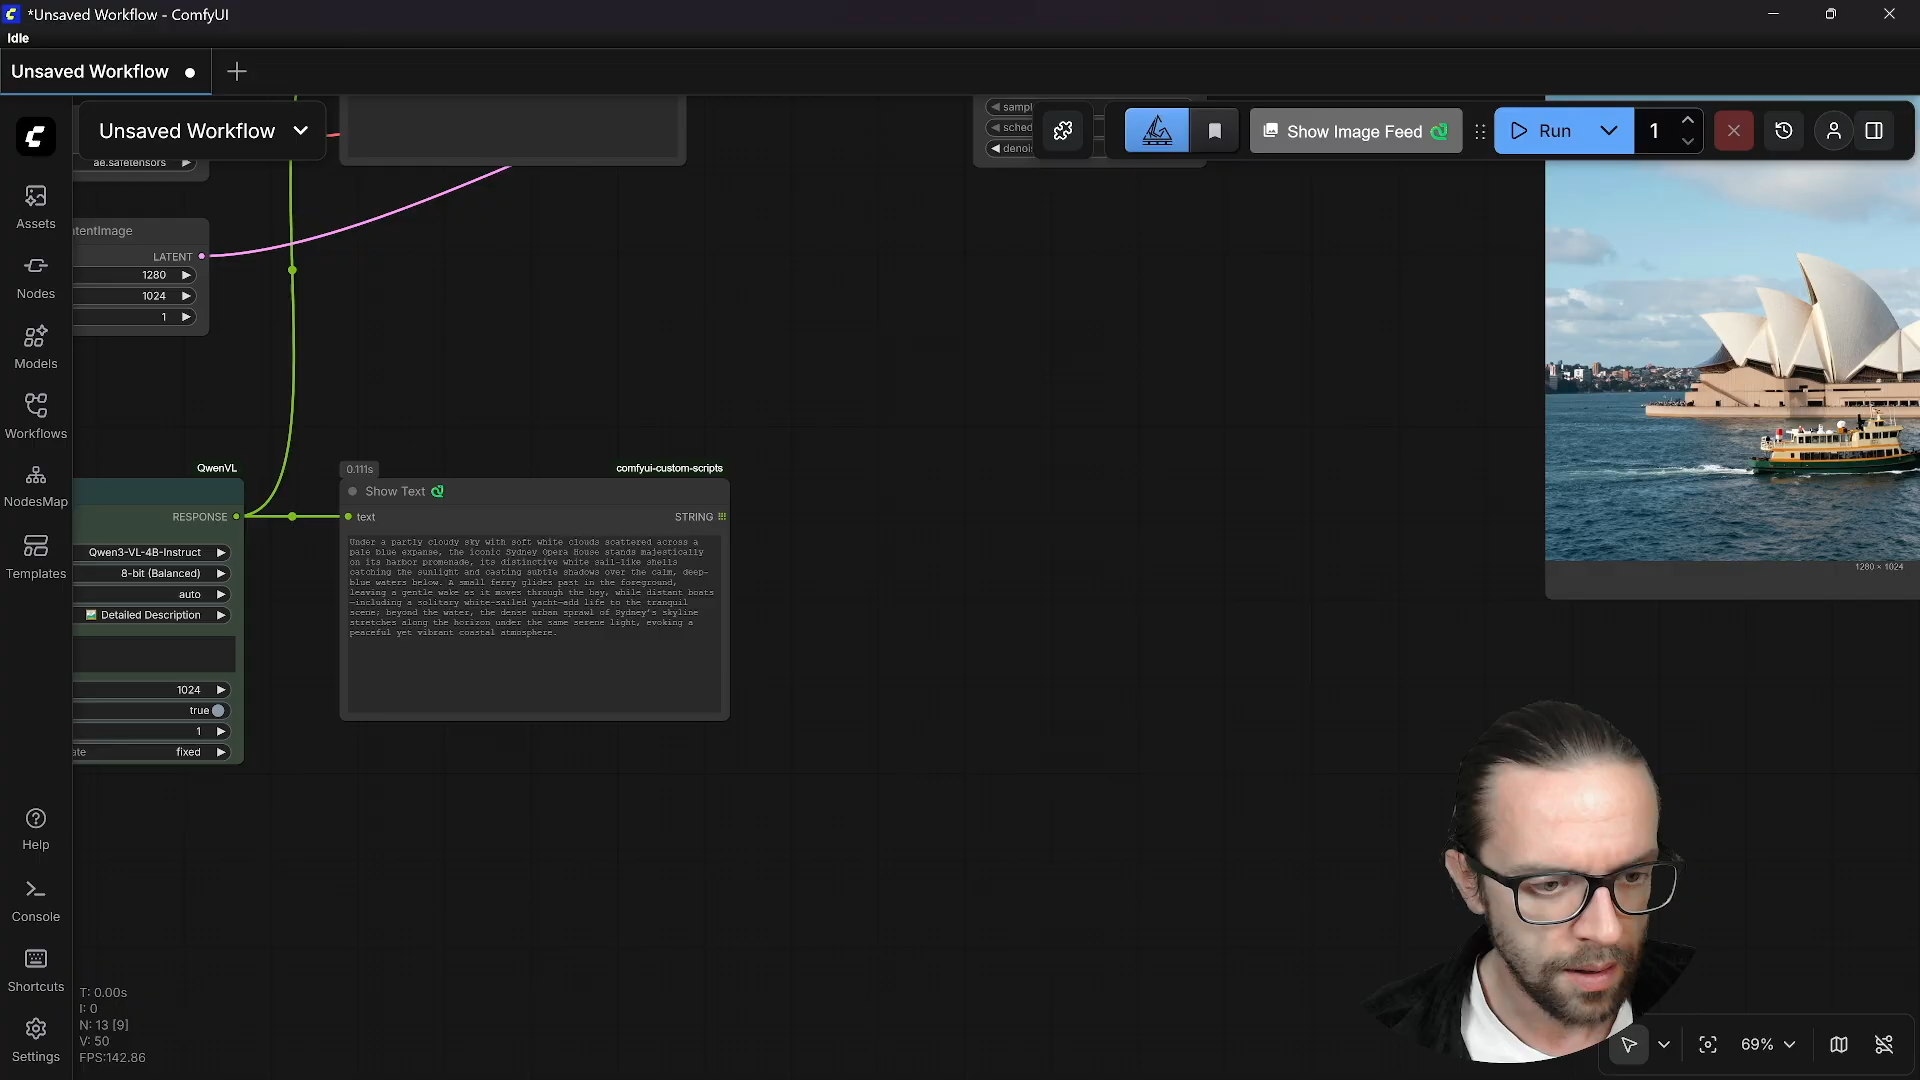 *Unsaved Workflow - ComfyUI
Idle
Unsaved Workflow
Unsaved Workflow
ae.safetensors
Show Image Feed
Run
1
Assets
Nodes
Models
Workflows
NodesMap
Templates
Help
Console
Shortcuts
Settings
tentImage
LATENT
1280
1024
1
QwenVL
RESPONSE
Qwen3-VL-4B-Instruct
8-bit (Balanced)
auto
Detailed Description
1024
true
1
ate fixed
0.111s
comfyui-custom-scripts
Show Text
text
STRING
Under a partly cloudy sky with soft white clouds scattered across a
pale blue expanse, the iconic Sydney Opera House stands majestically
on its harbor promenade, its distinctive white sail-like shells
catching the sunlight and casting subtle shadows over the calm, deep-
blue waters below. A small ferry glides past in the foreground,
leaving a gentle wake as it moves through the bay, while distant boats
—including a solitary white-sailed yacht—add life to the tranquil
scene; beyond the water, the dense urban sprawl of Sydney's skyline
stretches along the horizon under the same serene light, evoking a
peaceful yet vibrant coastal atmosphere.
sampl
sched
denois
1280 × 1024
T: 0.00s
I: 0
N: 13 [9]
V: 50
FPS:142.86
69%